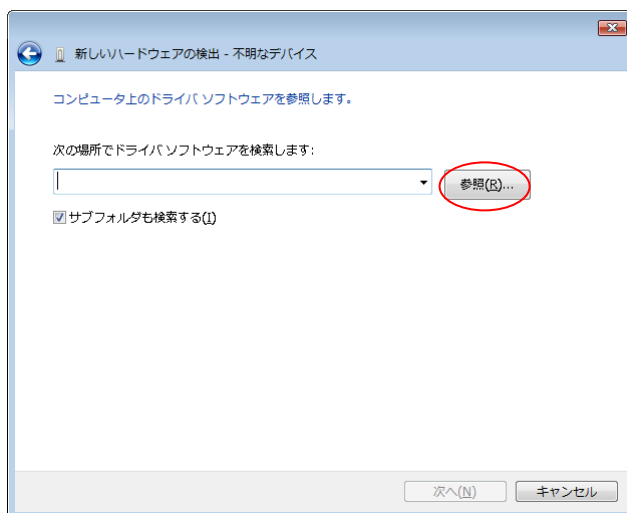 新しいハードウェアの検出 - 不明なデバイス
コンピュータ上のドライバ ソフトウェアを参照します。
次の場所でドライバ ソフトウェアを検索します:
参照(R)...
サブフォルダも検索する(I)
次へ(N) キャンセル